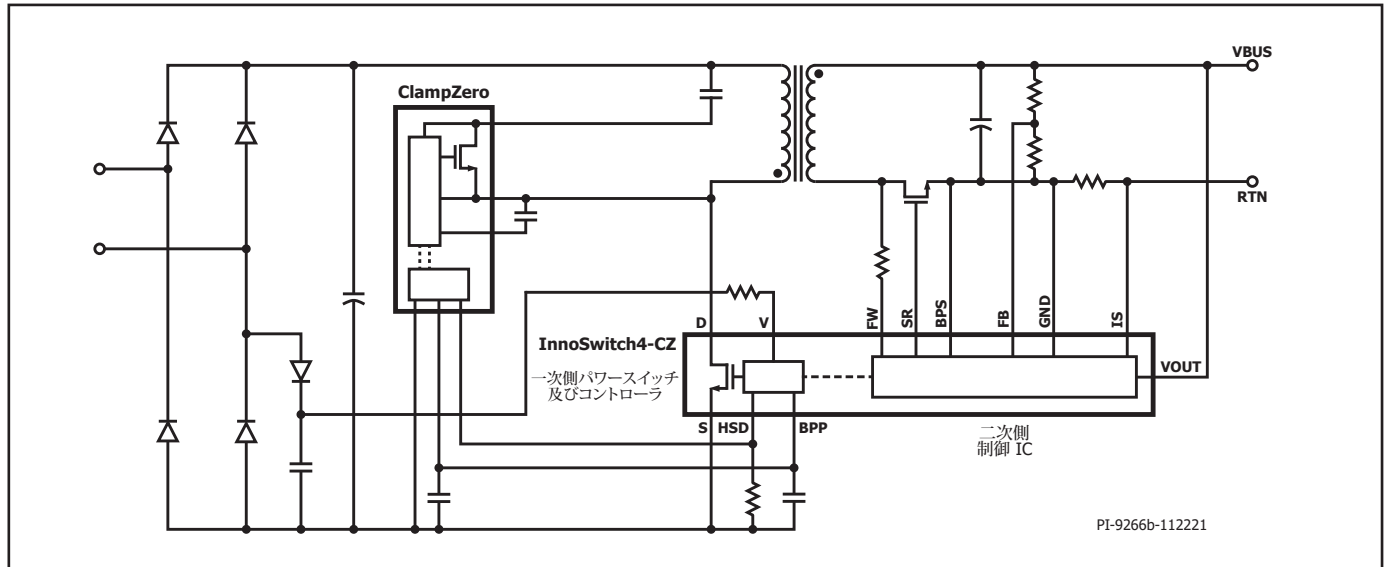 VBUS
ClampZero
RTN
D
V
FW
SR
BPS
FB
GND
IS
InnoSwitch4-CZ
VOUT
一次側パワースイッチ
及びコントローラ
S
HSD
BPP
二次側
制御 IC
PI-9266b-112221